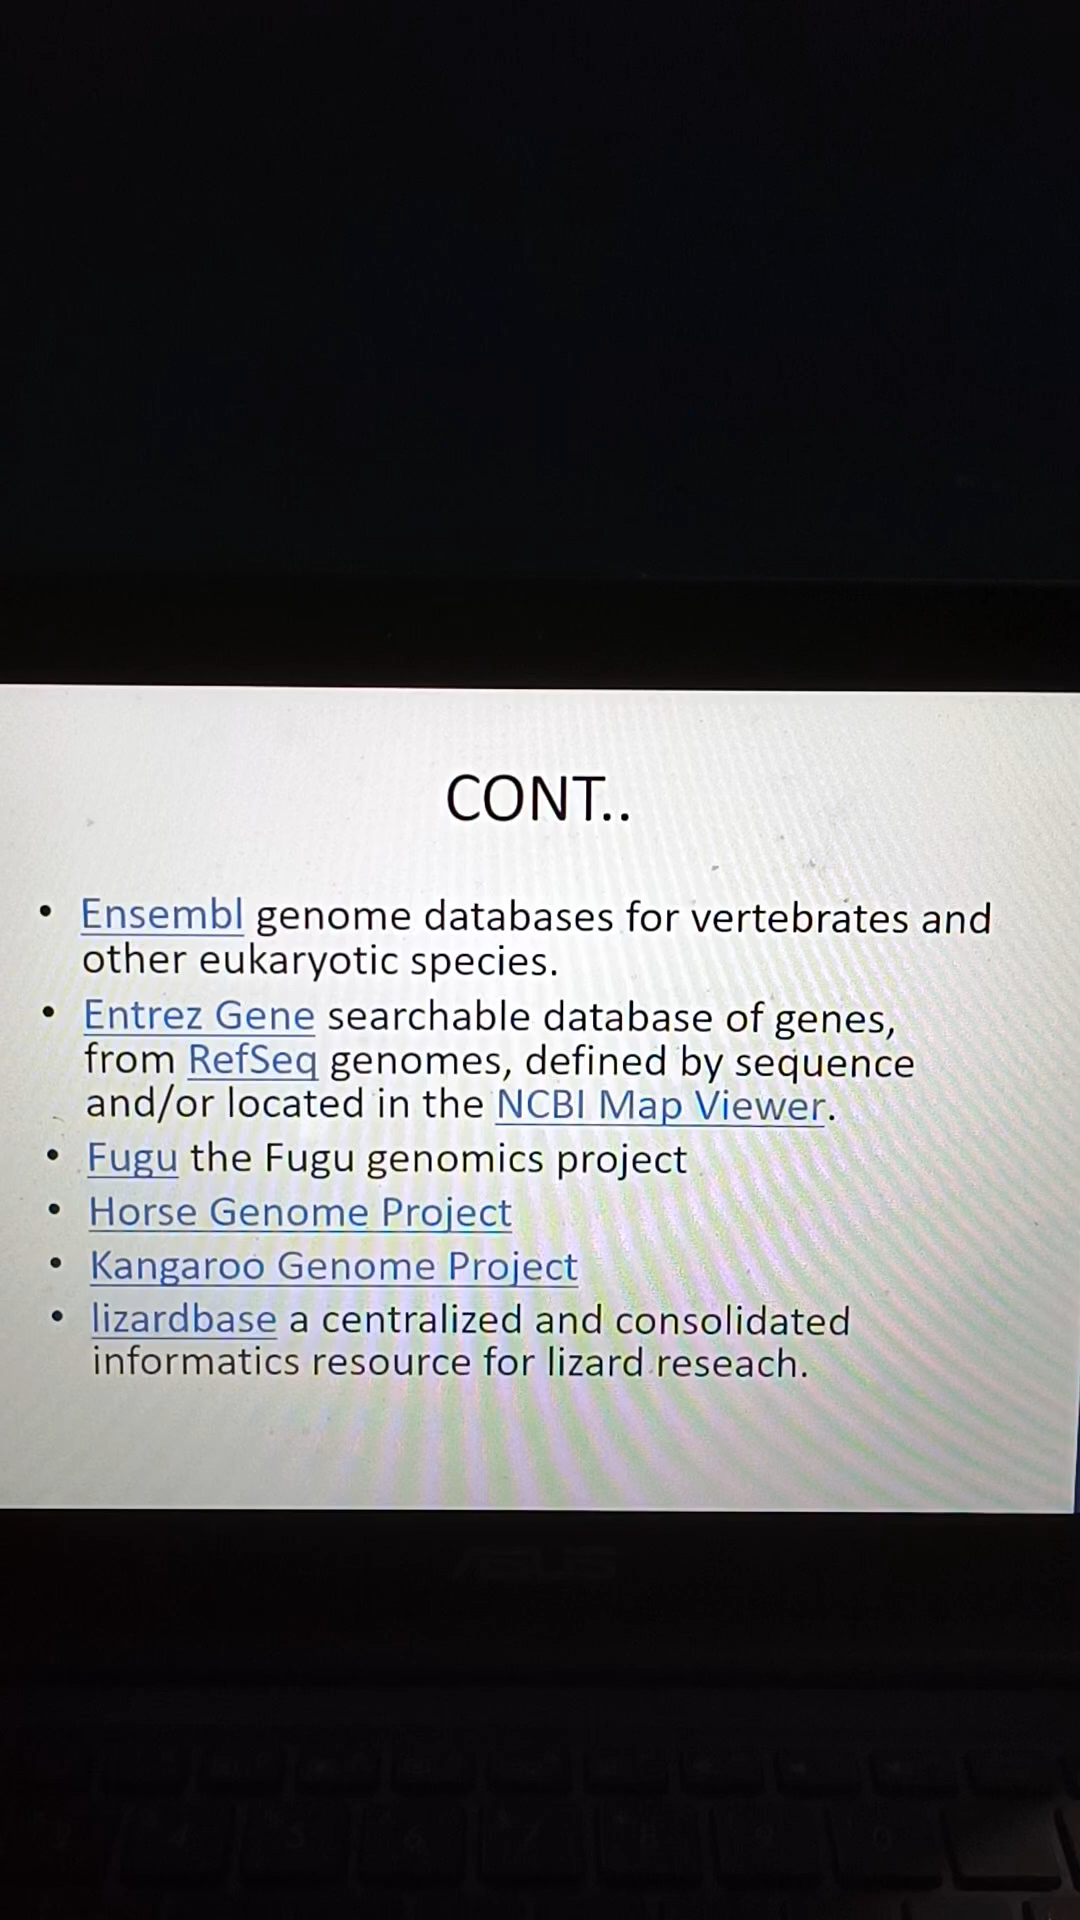 CONT..
• Ensembl genome databases for vertebrates and
other eukaryotic species.
• Entrez Gene searchable database of genes,
from RefSeq genomes, defined by sequence
and/or located in the NCBI Map Viewer.
• Fugu the Fugu genomics project
• Horse Genome Project
• Kangaroo Genome Project
• lizardbase a centralized and consolidated
informatics resource for lizard reseach.
ASUS